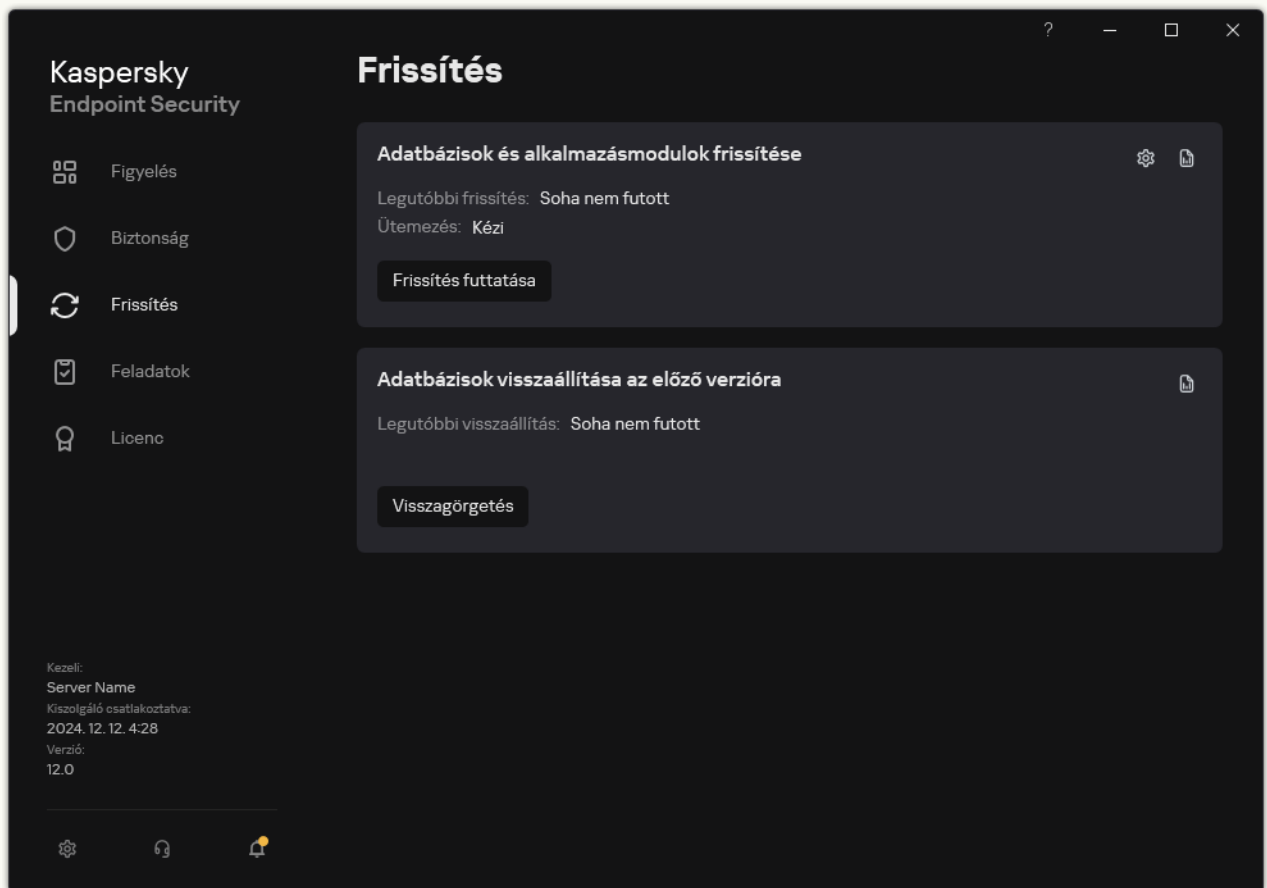 ?
Kaspersky
Endpoint Security
Figyelés
Biztonság
Frissítés
Feladatok
Licenc
Kezeli:
Server Name
Kiszolgáló csatlakoztatva:
2024. 12. 12. 4:28
Verzió:
12.0
Frissítés
Adatbázisok és alkalmazásmodulok frissítése
Legutóbbi frissítés: Soha nem futott
Ütemezés: Kézi
Frissítés futtatása
Adatbázisok visszaállítása az előző verzióra
Legutóbbi visszaállítás: Soha nem futott
Visszagörgetés